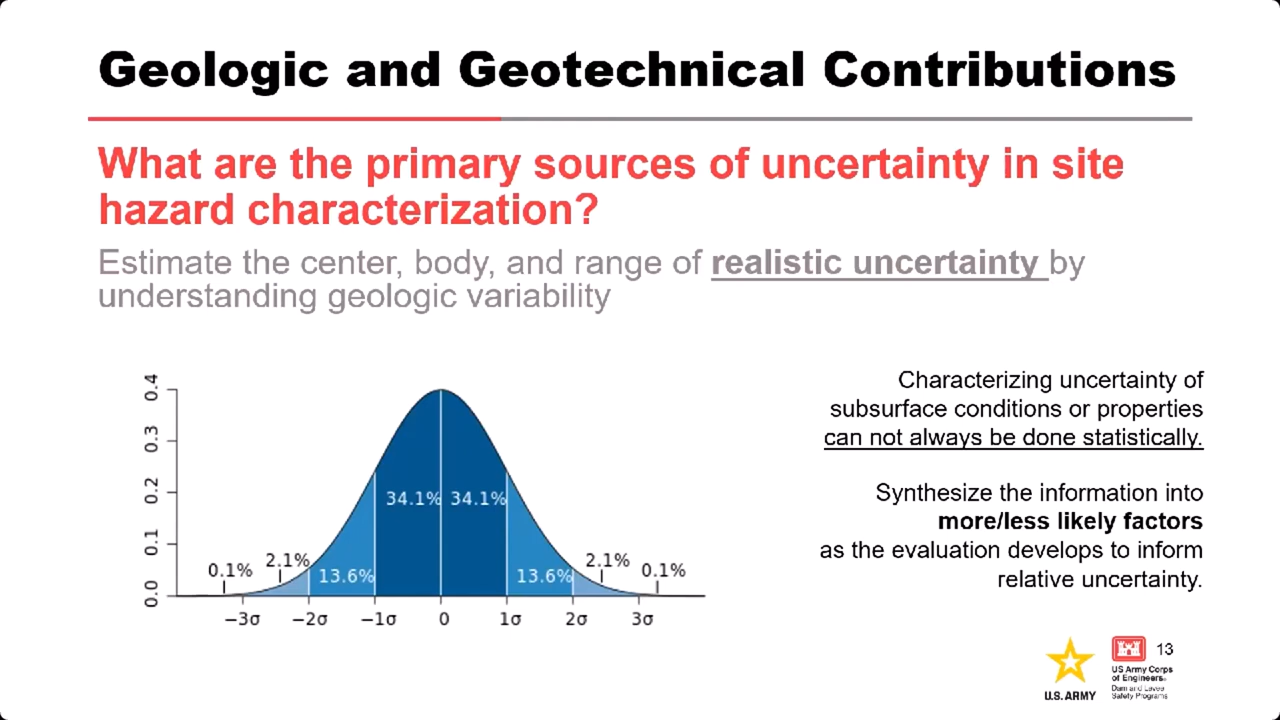 Geologic and Geotechnical Contributions
What are the primary sources of uncertainty in site
hazard characterization?
Estimate the center, body, and range of realistic uncertainty by
understanding geologic variability
0.4
0.3
0.2
0.1
0.0
34.1% 34.1%
0.1% 2.1% 13.6% 13.6% 2.1% 0.1%
−3σ −2σ −1σ 0 1σ 2σ 3σ
Characterizing uncertainty of
subsurface conditions or properties
can not always be done statistically.
Synthesize the information into
more/less likely factors
as the evaluation develops to inform
relative uncertainty.
U.S. ARMY
US Army Corps
of Engineers®
Dam and Levee
Safety Programs
13